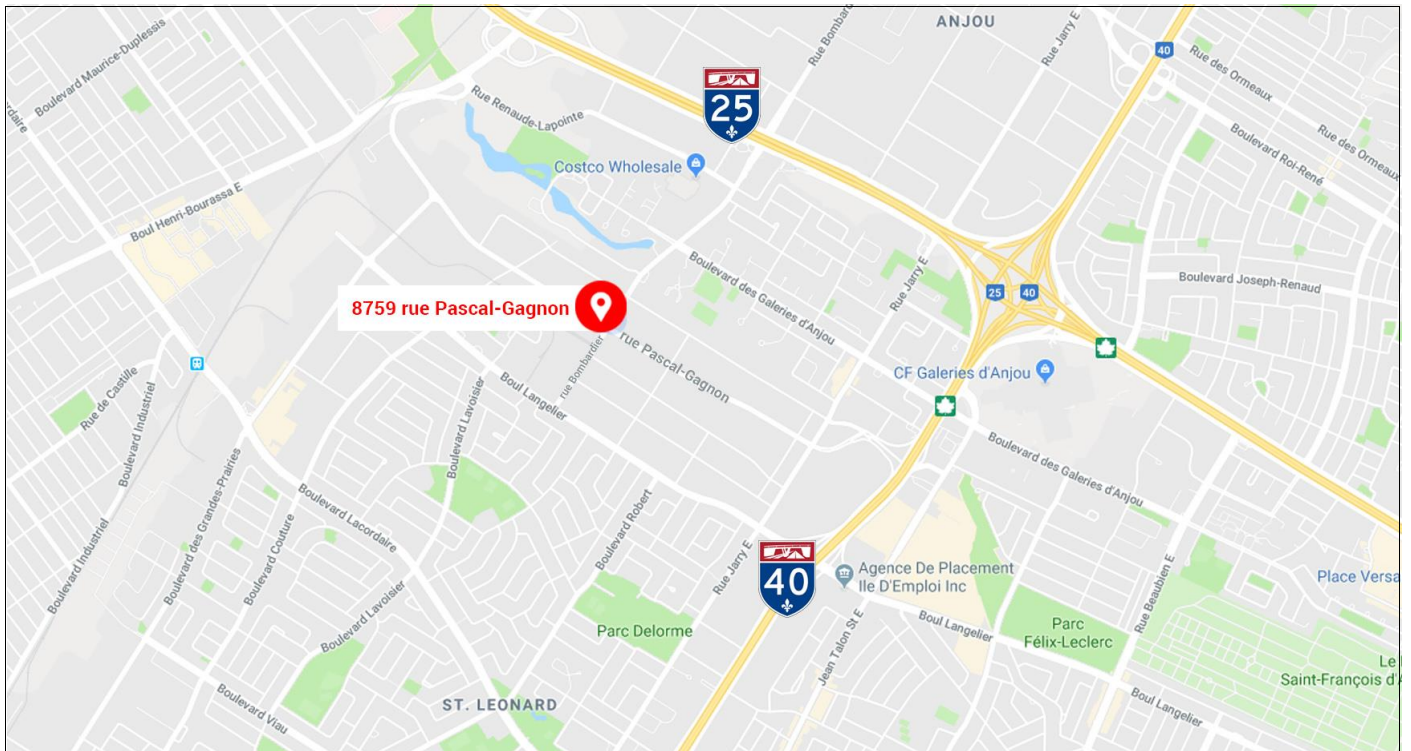 ANJOU
Boulevard Maurice-Duplessis
Rue Bombard
Rue Jarry E
40
Rue des Ormeaux
25
Rue Renaude-Lapointe
Rue des Ormeaux
Boulevard Roi-René
Costco Wholesale
Boul Henri-Bourassa E
Boulevard des Galeries d'Anjou
Rue Jarry E
Boulevard Joseph-Renaud
25
40
8759 rue Pascal-Gagnon
rue Pascal-Gagnon
rue Bombardier
Rue de Castille
Boulevard Industriel
Boul Langelier
Boulevard Lavoisier
CF Galeries d'Anjou
Boulevard des Galeries d'Anjou
Boulevard des Grandes-Prairies
Boulevard Lacordaire
Boulevard Robert
Boulevard Industriel
Boulevard Couture
Rue Jarry E
40
Agence De Placement
Ile D'Emploi Inc
Place Versa
Rue Beaubien E
Boulevard Lavoisier
Parc Delorme
Jean Talon St E
Boul Langelier
Parc
Félix-Leclerc
Le
Saint-François d'A
Boulevard Viau
ST. LEONARD
Boul Langelier